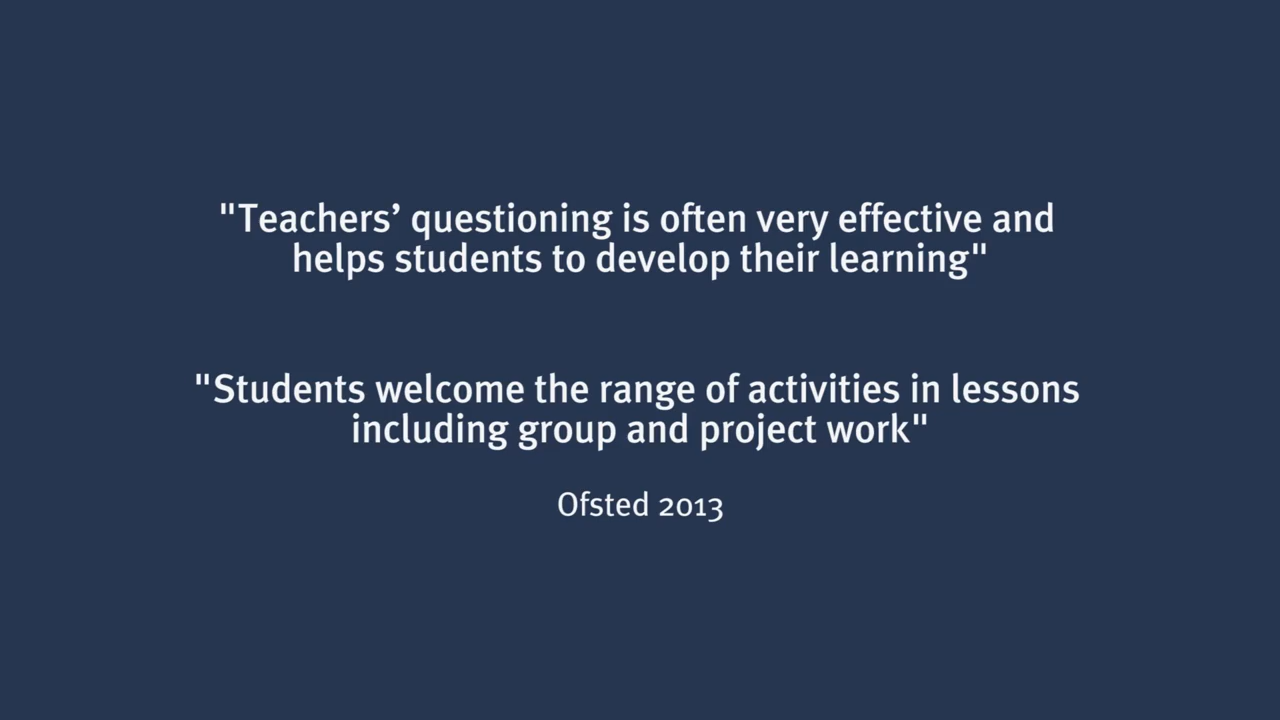 "Teachers’ questioning is often very effective and
helps students to develop their learning"
"Students welcome the range of activities in lessons
including group and project work"
Ofsted 2013